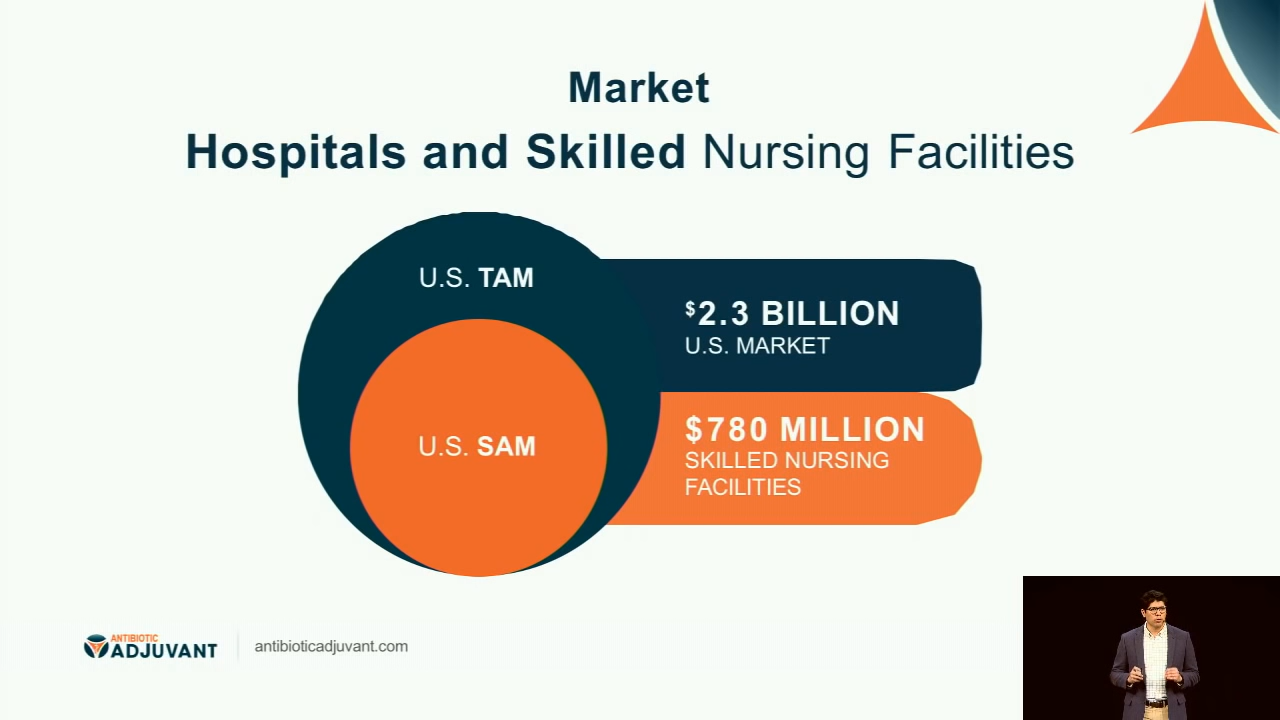 Market
Hospitals and Skilled Nursing Facilities
U.S. TAM
$2.3 BILLION
U.S. MARKET
U.S. SAM
$780 MILLION
SKILLED NURSING
FACILITIES
ANTIBIOTIC
ADJUVANT
antibioticadjuvant.com